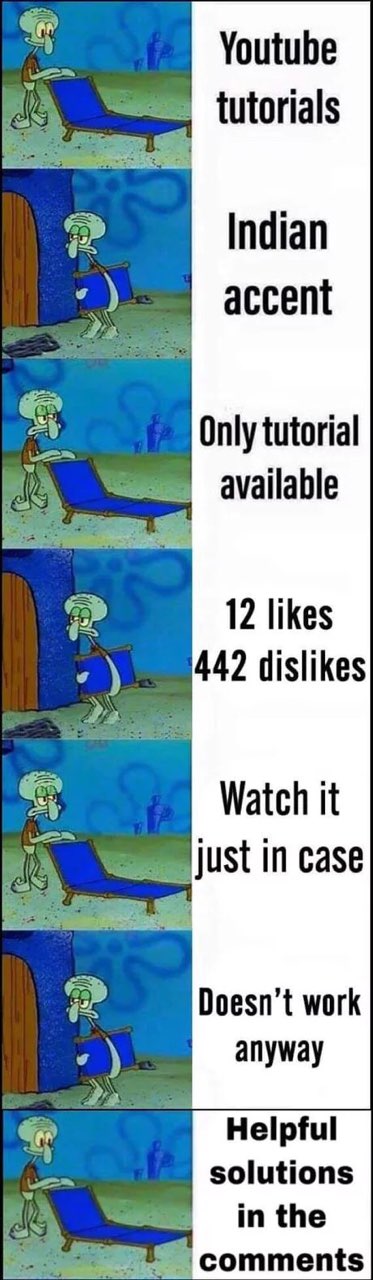 Youtube
tutorials
Indian
accent
Only tutorial
available
12 likes
442 dislikes
Watch it
just in case
Doesn't work
anyway
Helpful
solutions
in the
comments